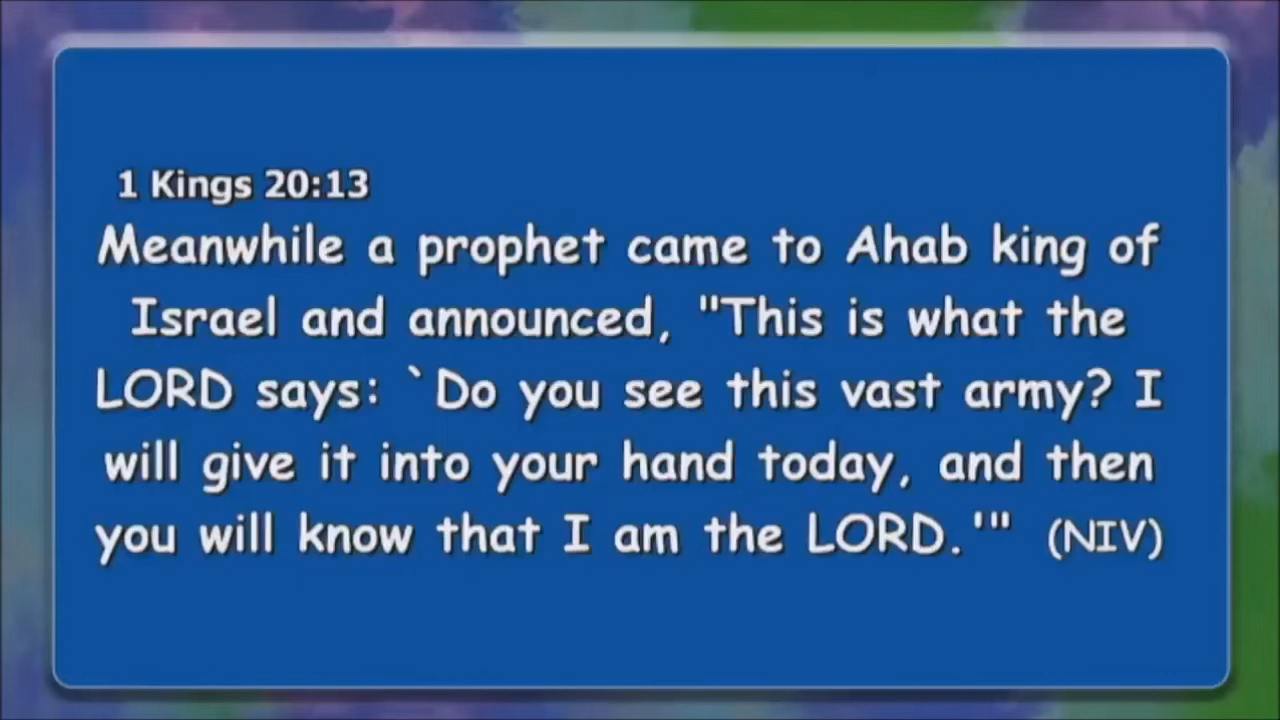 1 Kings 20:13
Meanwhile a prophet came to Ahab king of
Israel and announced, "This is what the
LORD says: `Do you see this vast army? I
will give it into your hand today, and then
you will know that I am the LORD.'" (NIV)